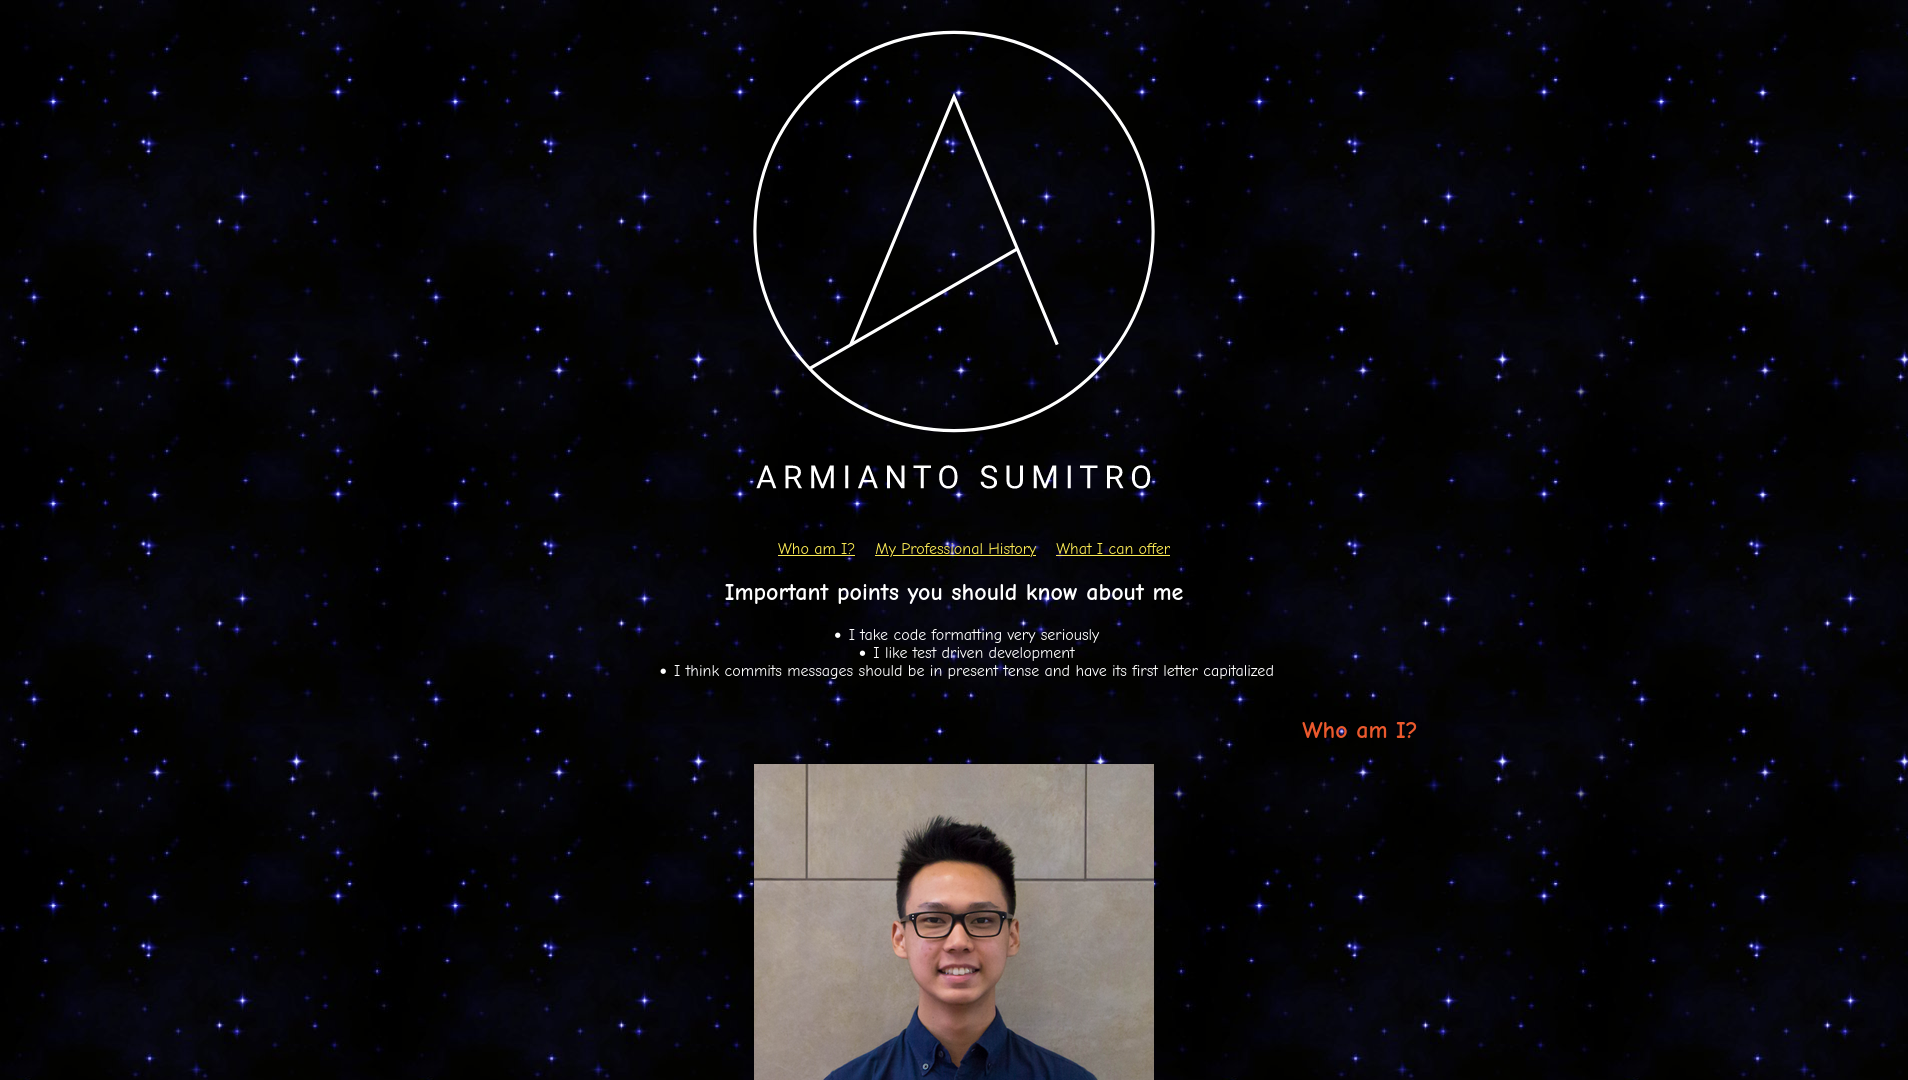 ARMIANTO SUMITRO
Who am I? My Professional History What I can offer
Important points you should know about me
• I take code formatting very seriously
• I like test driven development
• I think commits messages should be in present tense and have its first letter capitalized
Who am I?